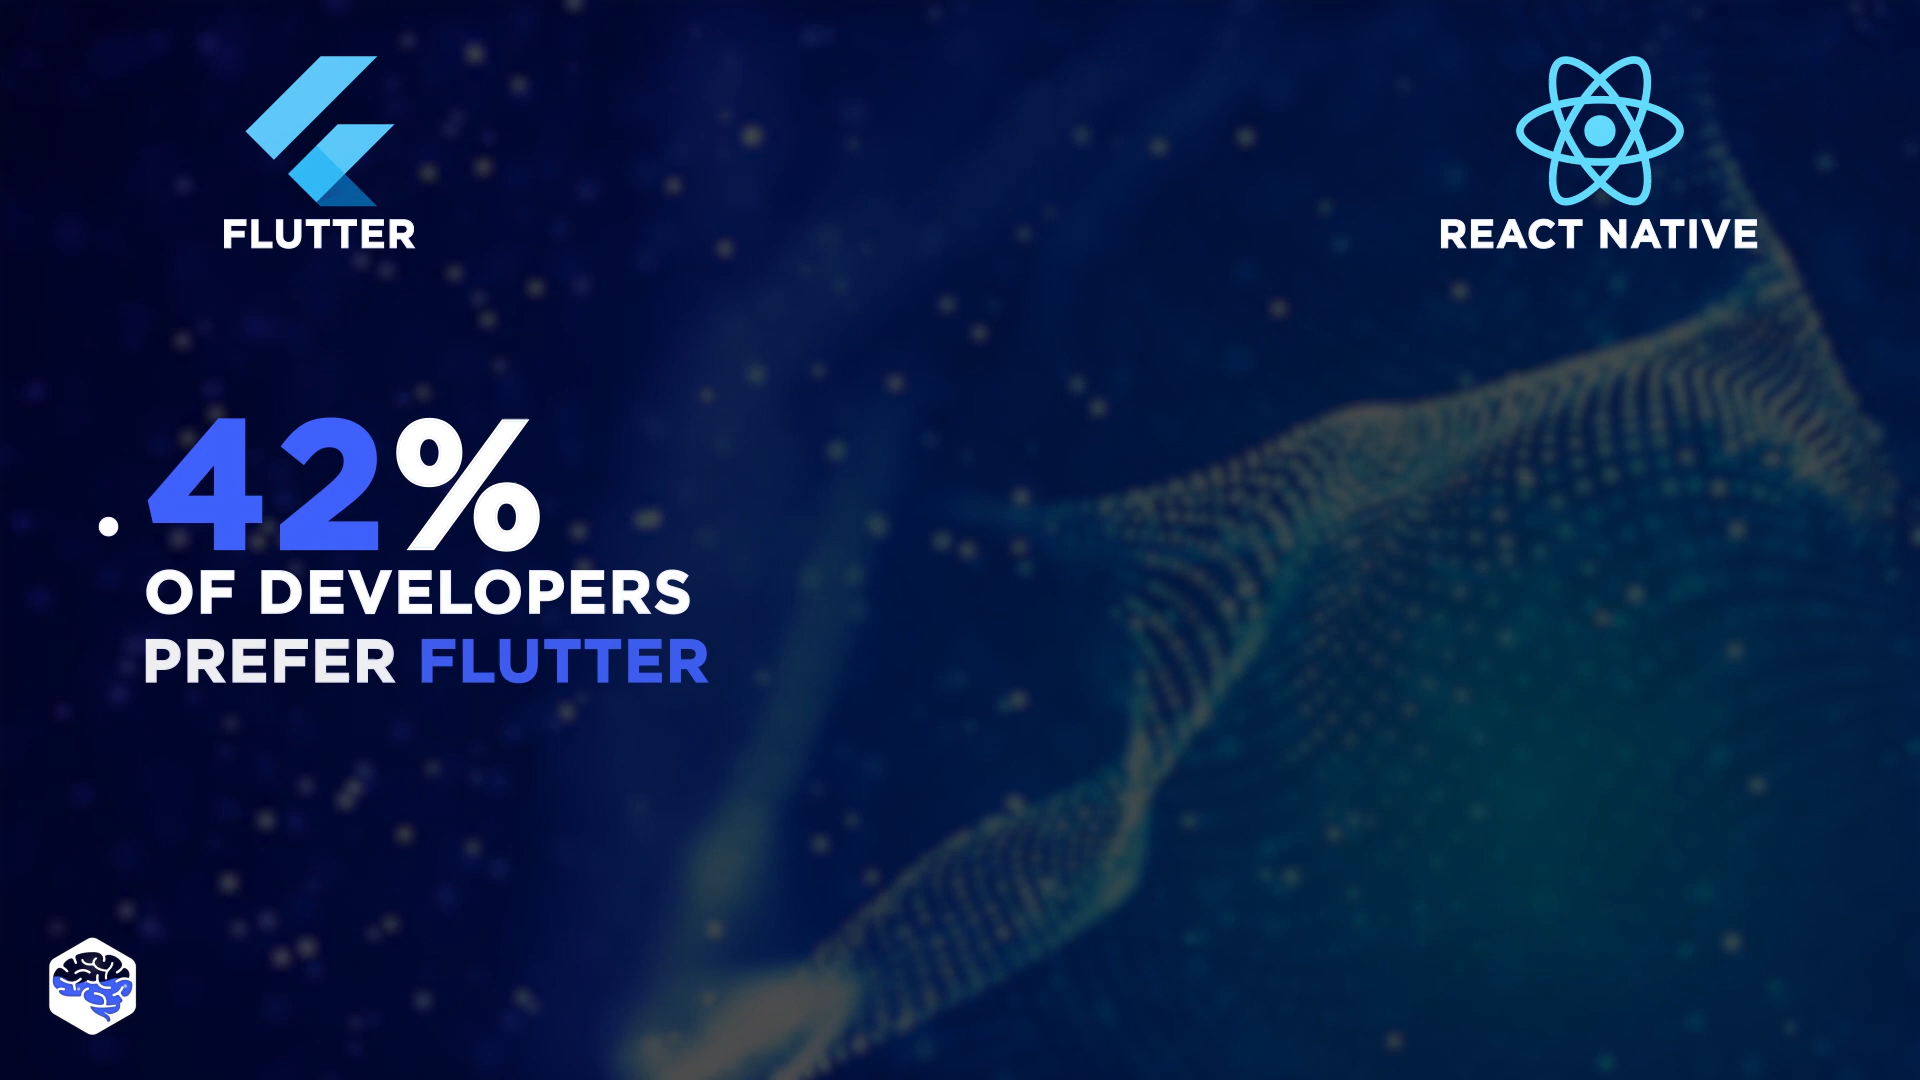 FLUTTER
REACT NATIVE
42%
OF DEVELOPERS
PREFER FLUTTER